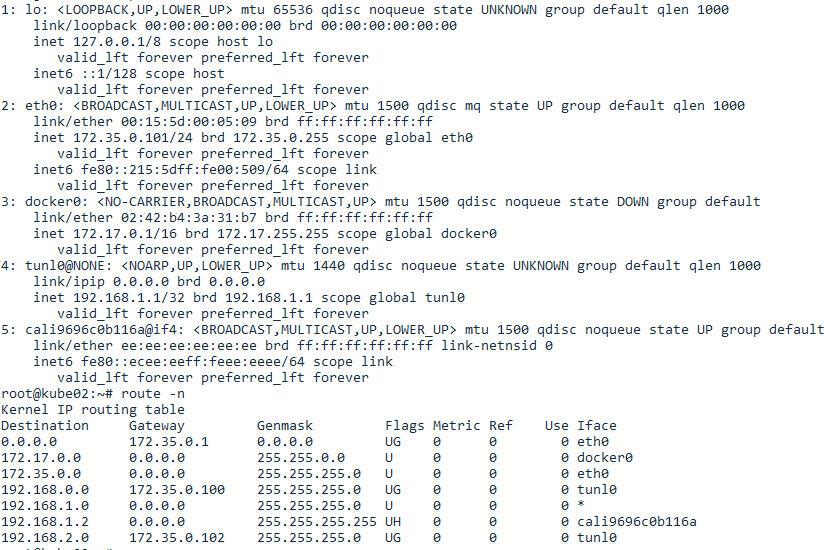 1: lo: <LOOPBACK,UP,LOWER_UP> mtu 65536 qdisc noqueue state UNKNOWN group default qlen 1000
    link/loopback 00:00:00:00:00:00 brd 00:00:00:00:00:00
    inet 127.0.0.1/8 scope host lo
       valid_lft forever preferred_lft forever
    inet6 ::1/128 scope host
       valid_lft forever preferred_lft forever
2: eth0: <BROADCAST,MULTICAST,UP,LOWER_UP> mtu 1500 qdisc mq state UP group default qlen 1000
    link/ether 00:15:5d:00:05:09 brd ff:ff:ff:ff:ff:ff
    inet 172.35.0.101/24 brd 172.35.0.255 scope global eth0
       valid_lft forever preferred_lft forever
    inet6 fe80::215:5dff:fe00:509/64 scope link
       valid_lft forever preferred_lft forever
3: docker0: <NO-CARRIER,BROADCAST,MULTICAST,UP> mtu 1500 qdisc noqueue state DOWN group default
    link/ether 02:42:b4:3a:31:b7 brd ff:ff:ff:ff:ff:ff
    inet 172.17.0.1/16 brd 172.17.255.255 scope global docker0
       valid_lft forever preferred_lft forever
4: tunl0@NONE: <NOARP,UP,LOWER_UP> mtu 1440 qdisc noqueue state UNKNOWN group default qlen 1000
    link/ipip 0.0.0.0 brd 0.0.0.0
    inet 192.168.1.1/32 brd 192.168.1.1 scope global tunl0
       valid_lft forever preferred_lft forever
5: cali9696c0b116a@if4: <BROADCAST,MULTICAST,UP,LOWER_UP> mtu 1500 qdisc noqueue state UP group default
    link/ether ee:ee:ee:ee:ee:ee brd ff:ff:ff:ff:ff:ff link-netnsid 0
    inet6 fe80::ecee:eeff:feee:eeee/64 scope link
       valid_lft forever preferred_lft forever
root@kube02:~# route -n
Kernel IP routing table
Destination     Gateway         Genmask         Flags Metric Ref    Use Iface
0.0.0.0         172.35.0.1      0.0.0.0         UG    0      0        0 eth0
172.17.0.0      0.0.0.0         255.255.0.0     U     0      0        0 docker0
172.35.0.0      0.0.0.0         255.255.255.0   U     0      0        0 eth0
192.168.0.0     172.35.0.100    255.255.255.0   UG    0      0        0 tunl0
192.168.1.0     0.0.0.0         255.255.255.0   U     0      0        0 *
192.168.1.2     0.0.0.0         255.255.255.255 UH    0      0        0 cali9696c0b116a
192.168.2.0     172.35.0.102    255.255.255.0   UG    0      0        0 tunl0